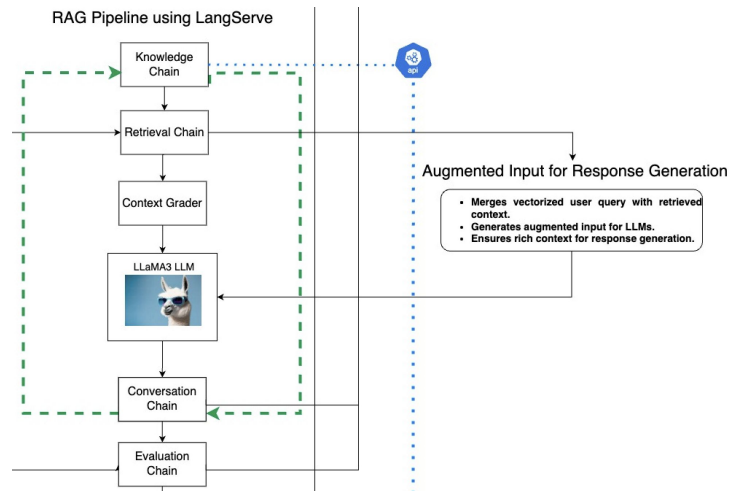 RAG Pipeline using LangServe
Knowledge
Chain
api
Retrieval Chain
Augmented Input for Response Generation
Context Grader
▪ Merges vectorized user query with retrieved
context.
▪ Generates augmented input for LLMs.
▪ Ensures rich context for response generation.
LLaMA3 LLM
Conversation
Chain
Evaluation
Chain